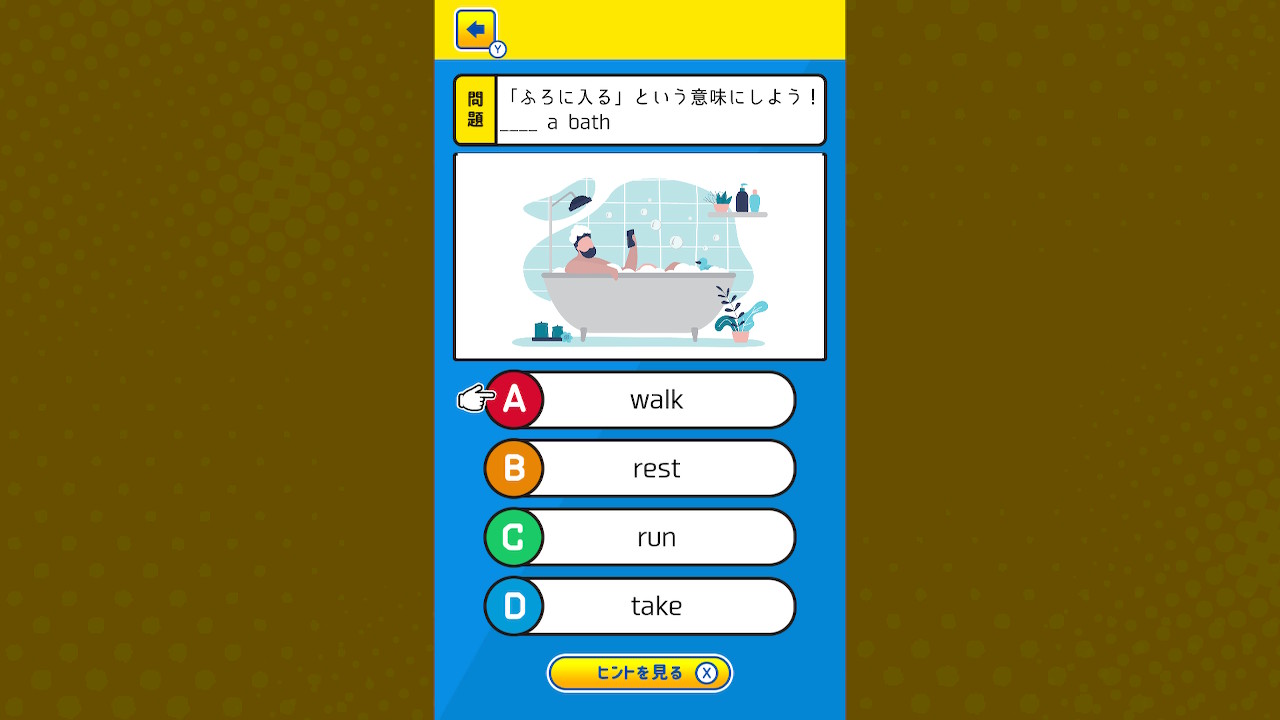 Y
問題
「ふろに入る」という意味にしよう！
____ a bath
A walk
B rest
C run
D take
ヒントを見る X